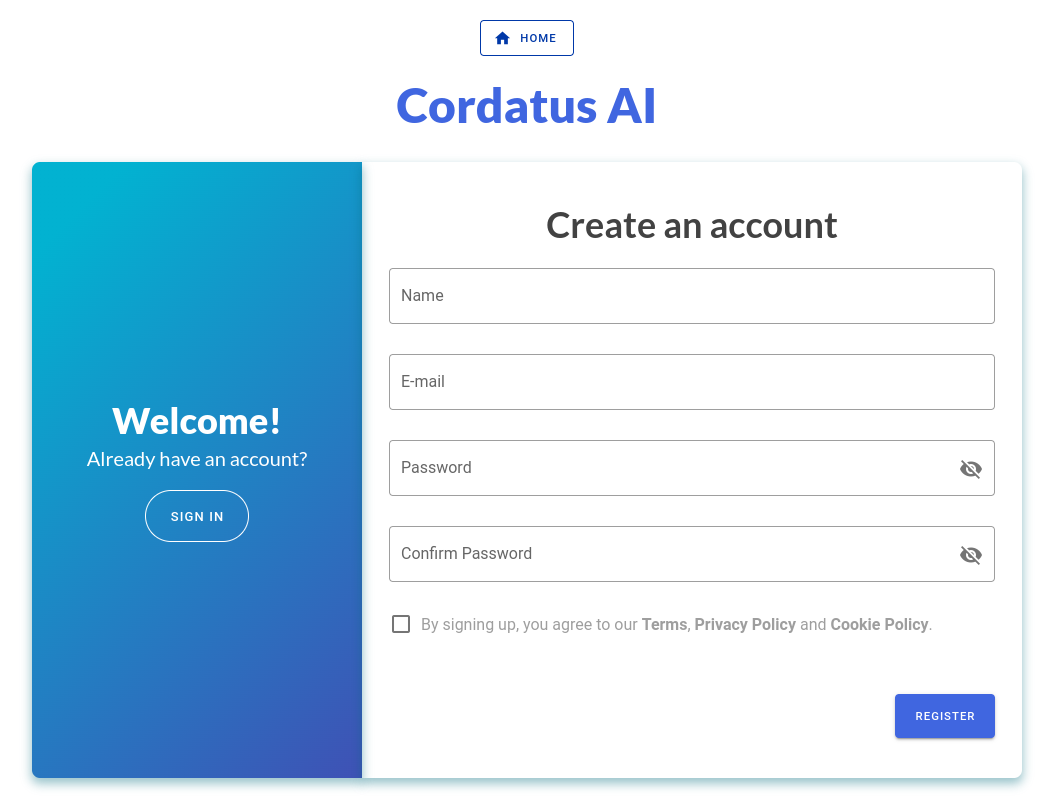 HOME
Cordatus AI
Welcome!
Already have an account?
SIGN IN
Create an account
Name
E-mail
Password
Confirm Password
By signing up, you agree to our Terms, Privacy Policy and Cookie Policy.
REGISTER